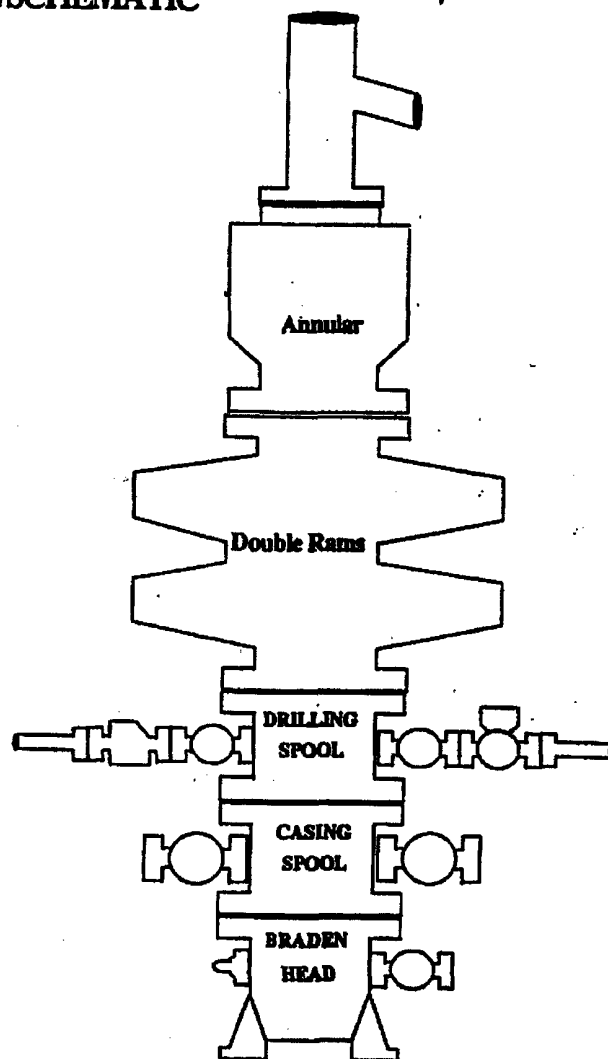 SCHEMATIC
Annular
Double Rams
DRILLING
SPOOL
CASING
SPOOL
BRADEN
HEAD